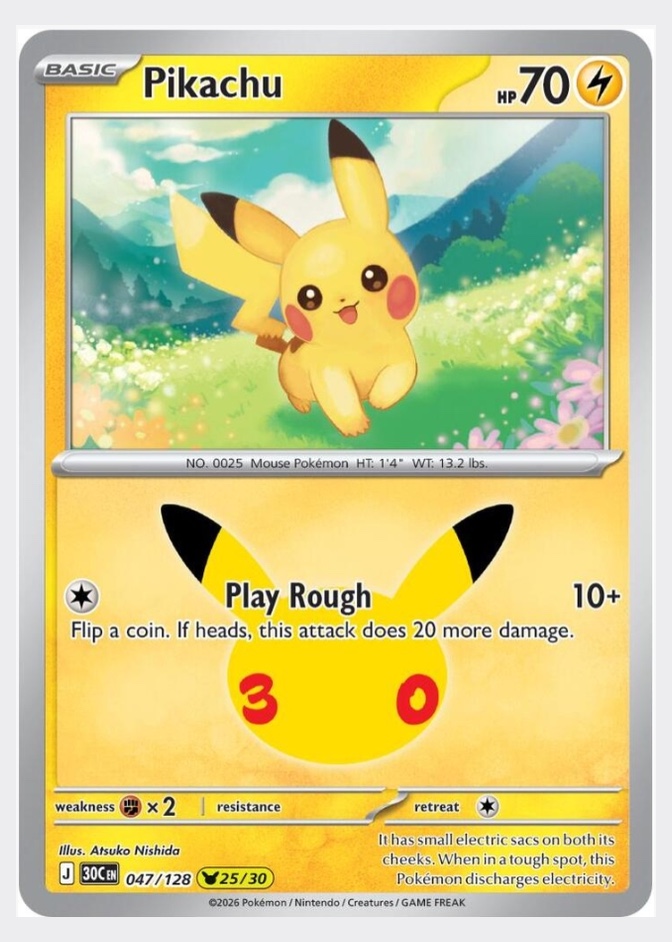 BASIC
Pikachu
HP 70
NO. 0025 Mouse Pokémon HT: 1'4" WT: 13.2 lbs.
Play Rough 10+
Flip a coin. If heads, this attack does 20 more damage.
3 0
weakness ×2 resistance retreat
Illus. Atsuko Nishida
J 30C EN 047/128 25/30
It has small electric sacs on both its
cheeks. When in a tough spot, this
Pokémon discharges electricity.
©2026 Pokémon / Nintendo / Creatures / GAME FREAK